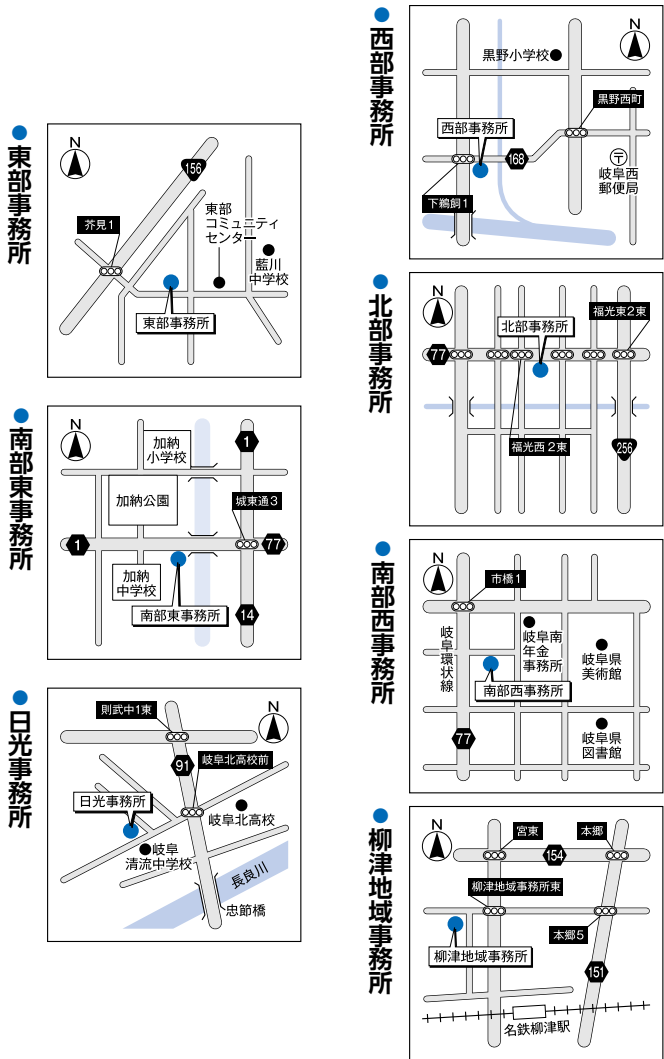 東部事務所
N
156
芥見1
東部
コミュニティ
センター
藍川
中学校
東部事務所
南部東事務所
N
加納
小学校
1
加納公園
城東通3
1
77
加納
中学校
南部東事務所
14
日光事務所
則武中1東
N
91
岐阜北高校前
日光事務所
岐阜北高校
岐阜
清流中学校
長良川
忠節橋
西部事務所
黒野小学校
N
黒野西町
西部事務所
168
〒
岐阜西
郵便局
下鵜飼1
北部事務所
N
福光東2東
北部事務所
77
福光西2東
256
南部西事務所
N
市橋1
岐阜環状線
岐阜南
年金
事務所
岐阜県
美術館
南部西事務所
77
岐阜県
図書館
柳津地域事務所
N
宮東
本郷
154
柳津地域事務所東
本郷5
柳津地域事務所
151
名鉄柳津駅